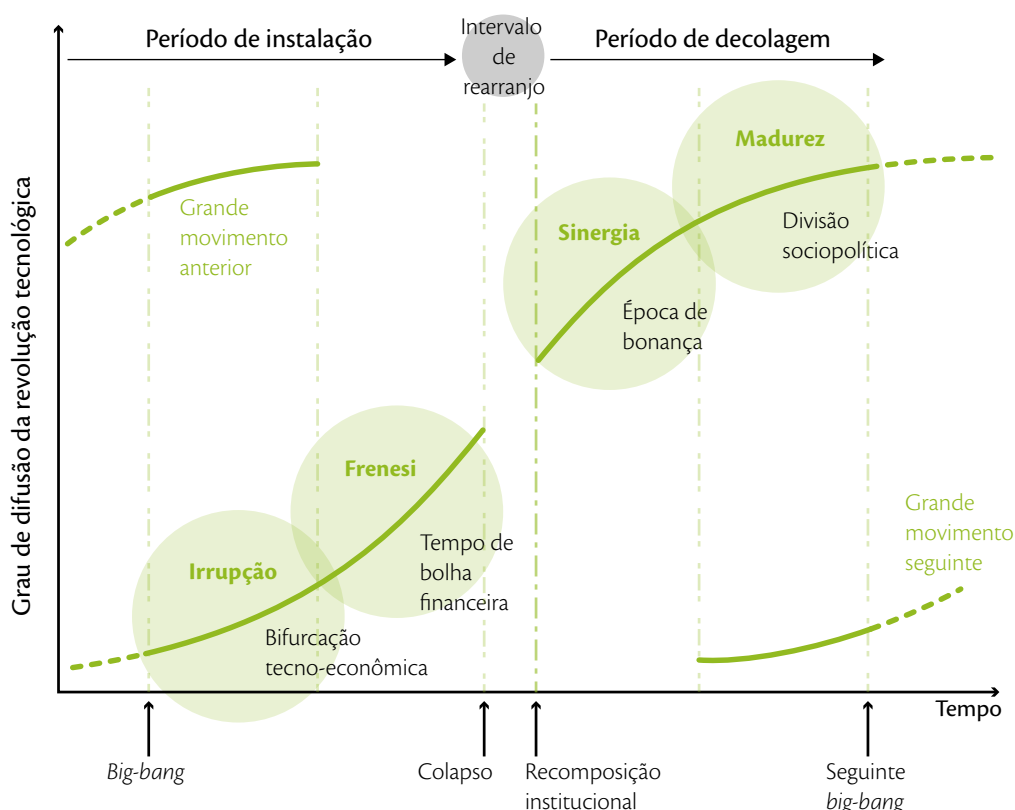 Período de instalação
Intervalo
de
rearranjo
Período de decolagem
Grau de difusão da revolução tecnológica
Grande
movimento
anterior
Madurez
Divisão
sociopolítica
Sinergia
Época de
bonança
Frenesi
Tempo de
bolha
financeira
Irrupção
Bifurcação
tecno-econômica
Grande
movimento
seguinte
Tempo
Big-bang
Colapso
Recomposição
institucional
Seguinte
big-bang